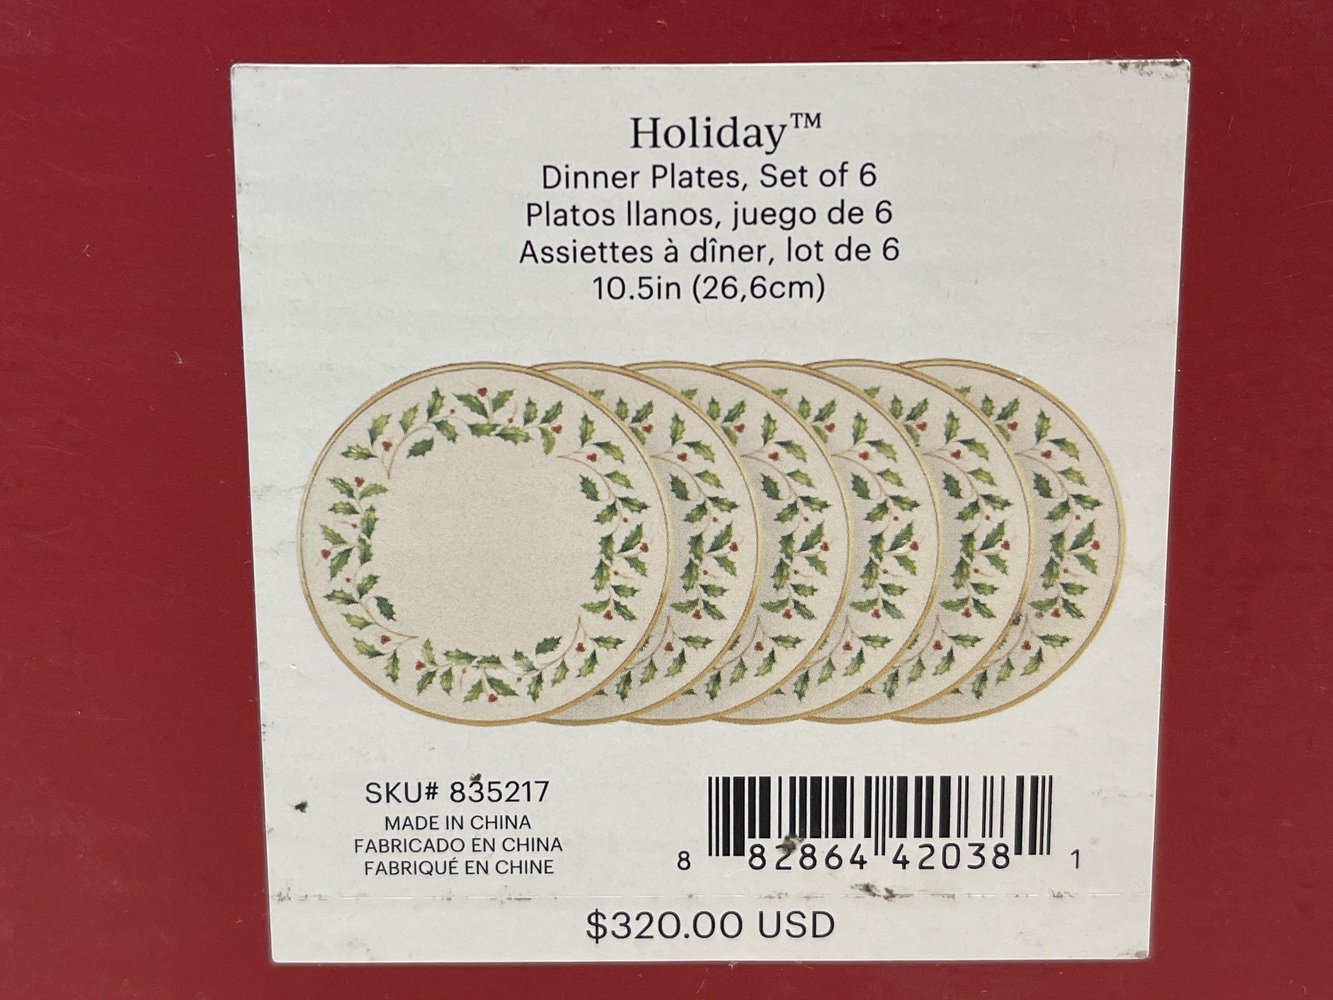 Holiday™
Dinner Plates, Set of 6
Platos llanos, juego de 6
Assiettes à dîner, lot de 6
10.5in (26,6cm)
SKU# 835217
MADE IN CHINA
FABRICADO EN CHINA
FABRIQUÉ EN CHINE
8 82864 42038 1
$320.00 USD